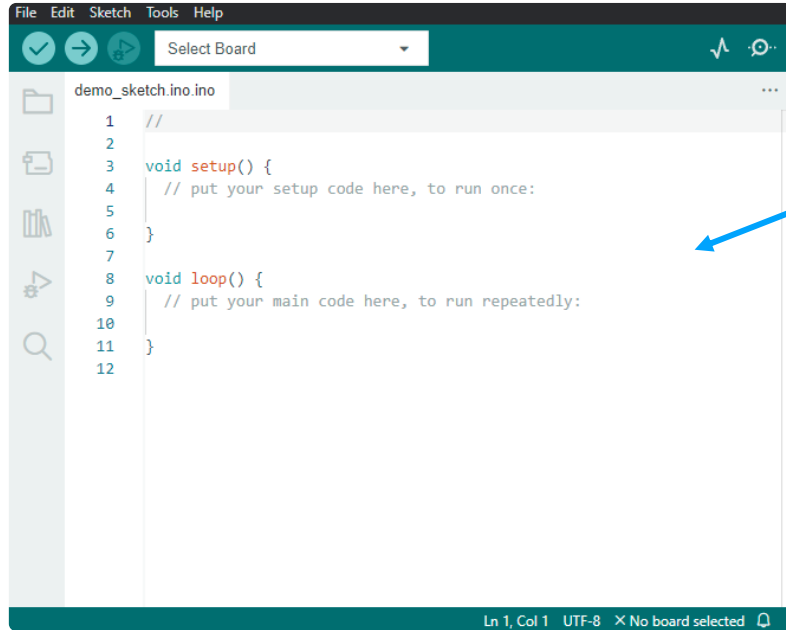 File Edit Sketch Tools Help
Select Board
demo_sketch.ino.ino
1 //
2
3 void setup() {
4 // put your setup code here, to run once:
5
6 }
7
8 void loop() {
9 // put your main code here, to run repeatedly:
10
11 }
12
Ln 1, Col 1 UTF-8 × No board selected